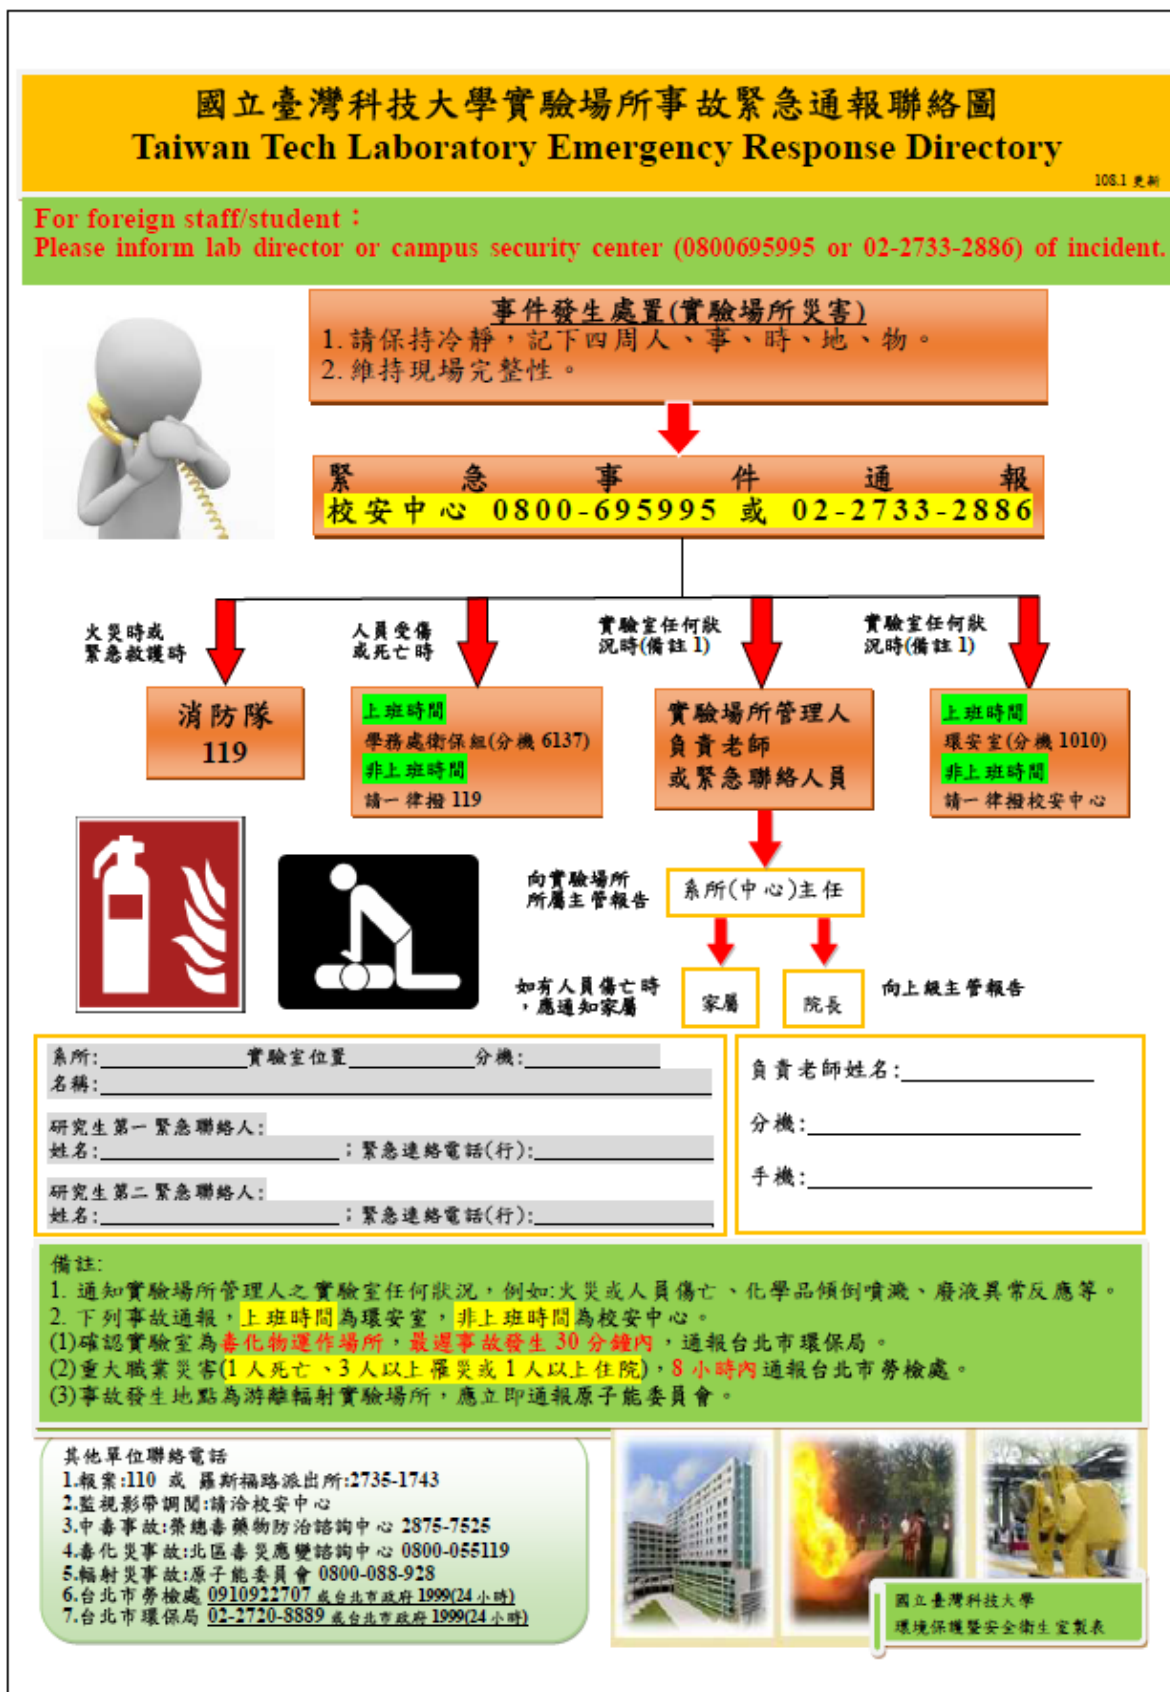 國立臺灣科技大學實驗場所事故緊急通報聯絡圖
Taiwan Tech Laboratory Emergency Response Directory
108.1 更新
For foreign staff/student：
Please inform lab director or campus security center (0800695995 or 02-2733-2886) of incident.
事件發生處置(實驗場所災害)
1. 請保持冷靜，記下四周人、事、時、地、物。
2. 維持現場完整性。
緊急事件通報
校安中心 0800-695995 或 02-2733-2886
火災時或
緊急救護時
人員受傷
或死亡時
實驗室任何狀
況時(備註 1)
實驗室任何狀
況時(備註 1)
消防隊
119
上班時間
學務處衛保組(分機 6137)
非上班時間
請一律撥 119
實驗場所管理人
負責老師
或緊急聯絡人員
上班時間
環安室(分機 1010)
非上班時間
請一律撥校安中心
向實驗場所
所屬主管報告
系所(中心)主任
如有人員傷亡時
，應通知家屬
家屬
院長
向上級主管報告
系所:____________實驗室位置__________分機:___________
名稱:__________________________________________________
研究生第一緊急聯絡人:
姓名:____________________；緊急連絡電話(行):_______________
研究生第二緊急聯絡人:
姓名:____________________；緊急連絡電話(行):_______________
負責老師姓名:________________
分機:______________________
手機:_______________________
備註:
1. 通知實驗場所管理人之實驗室任何狀況，例如:火災或人員傷亡、化學品傾倒噴濺、廢液異常反應等。
2. 下列事故通報，上班時間為環安室，非上班時間為校安中心。
(1)確認實驗室為毒化物運作場所，最遲事故發生 30 分鐘內，通報台北市環保局。
(2)重大職業災害(1 人死亡、3 人以上罹災或 1 人以上住院)，8 小時內通報台北市勞檢處。
(3)事故發生地點為游離輻射實驗場所，應立即通報原子能委員會。
其他單位聯絡電話
1.報案:110 或 羅斯福路派出所:2735-1743
2.監視影帶調閱:請洽校安中心
3.中毒事故:榮總毒藥物防治諮詢中心 2875-7525
4.毒化災事故:北區毒災應變諮詢中心 0800-055119
5.輻射災事故:原子能委員會 0800-088-928
6.台北市勞檢處 0910922707 或台北市政府 1999(24 小時)
7.台北市環保局 02-2720-8889 或台北市政府 1999(24 小時)
國立臺灣科技大學
環境保護暨安全衛生室製表